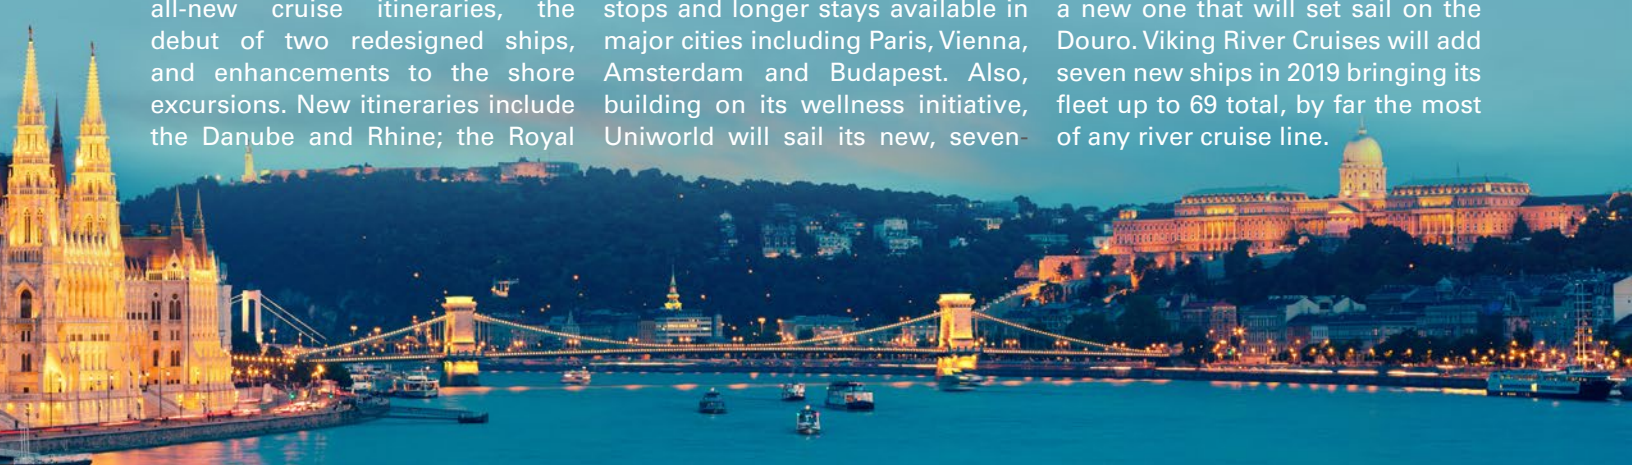 all-new cruise itineraries, the
debut of two redesigned ships,
and enhancements to the shore
excursions. New itineraries include
the Danube and Rhine; the Royal
stops and longer stays available in
major cities including Paris, Vienna,
Amsterdam and Budapest. Also,
building on its wellness initiative,
Uniworld will sail its new, seven-
a new one that will set sail on the
Douro. Viking River Cruises will add
seven new ships in 2019 bringing its
fleet up to 69 total, by far the most
of any river cruise line.